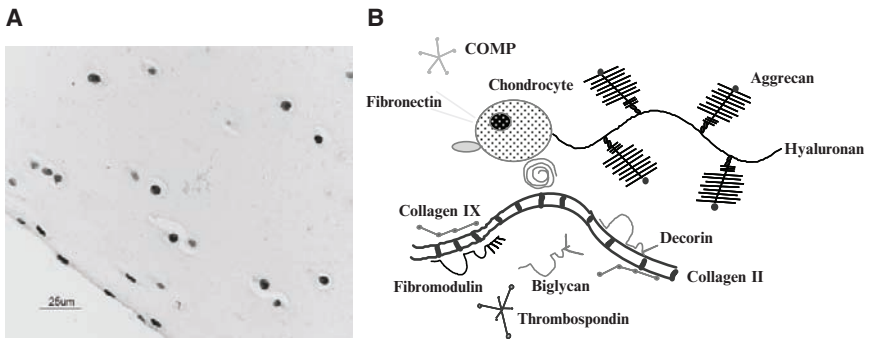 A
B
COMP
Chondrocyte
Aggrecan
Fibronectin
Hyaluronan
Collagen IX
Decorin
Collagen II
Fibromodulin
Biglycan
Thrombospondin
25um